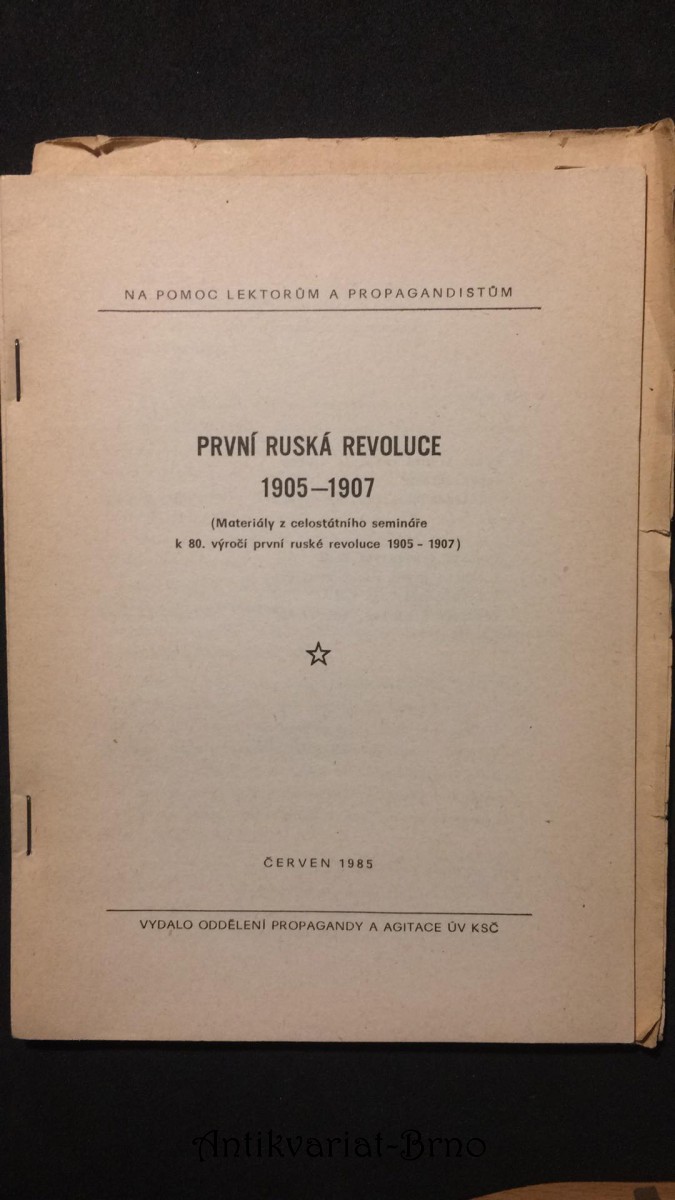 NA POMOC LEKTORŮM A PROPAGANDISTŮM
PRVNÍ RUSKÁ REVOLUCE
1905—1907
(Materiály z celostátního semináře
k 80. výročí první ruské revoluce 1905 - 1907)
ČERVEN 1985
VYDALO ODDĚLENÍ PROPAGANDY A AGITACE ÚV KSČ
Antikvariat-Brno